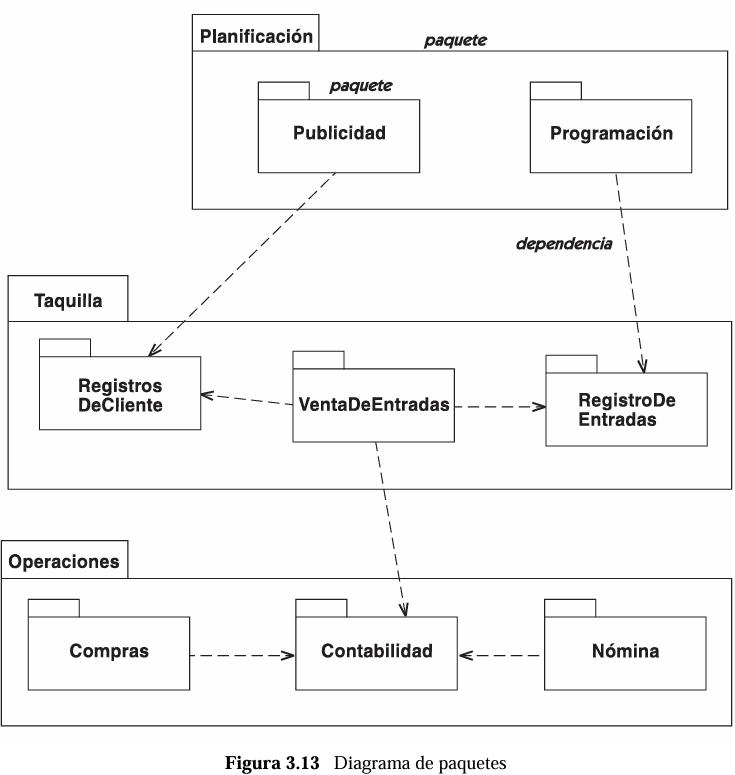 Planificación
paquete
paquete
Publicidad
Programación
dependencia
Taquilla
Registros
DeCliente
VentaDeEntradas
RegistroDe
Entradas
Operaciones
Compras
Contabilidad
Nómina
Figura 3.13 Diagrama de paquetes